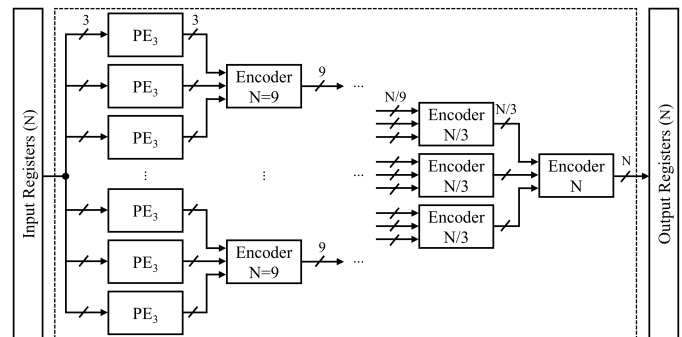 Input Registers (N)
3
PE3
3
PE3
PE3
Encoder
N=9
9
...
⋮
⋮
PE3
PE3
PE3
Encoder
N=9
9
...
N/9
Encoder
N/3
N/3
Encoder
N/3
Encoder
N/3
Encoder
N
N
Output Registers (N)